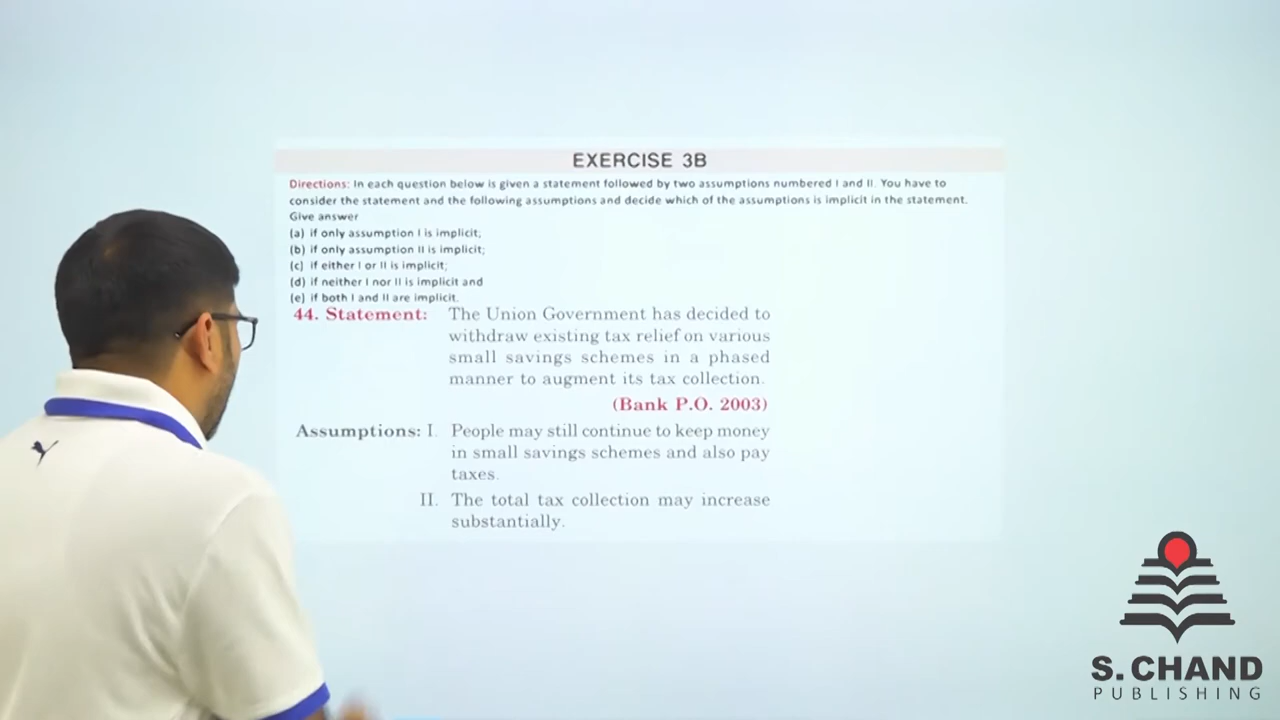 EXERCISE 3B
Directions: In each question below is given a statement followed by two assumptions numbered I and II. You have to
consider the statement and the following assumptions and decide which of the assumptions is implicit in the statement.
Give answer
(a) if only assumption I is implicit;
(b) if only assumption II is implicit;
(c) if either I or II is implicit;
(d) if neither I nor II is implicit and
(e) if both I and II are implicit.
44. Statement: The Union Government has decided to
withdraw existing tax relief on various
small savings schemes in a phased
manner to augment its tax collection.
(Bank P.O. 2003)
Assumptions: I. People may still continue to keep money
in small savings schemes and also pay
taxes.
II. The total tax collection may increase
substantially.
S. CHAND
PUBLISHING